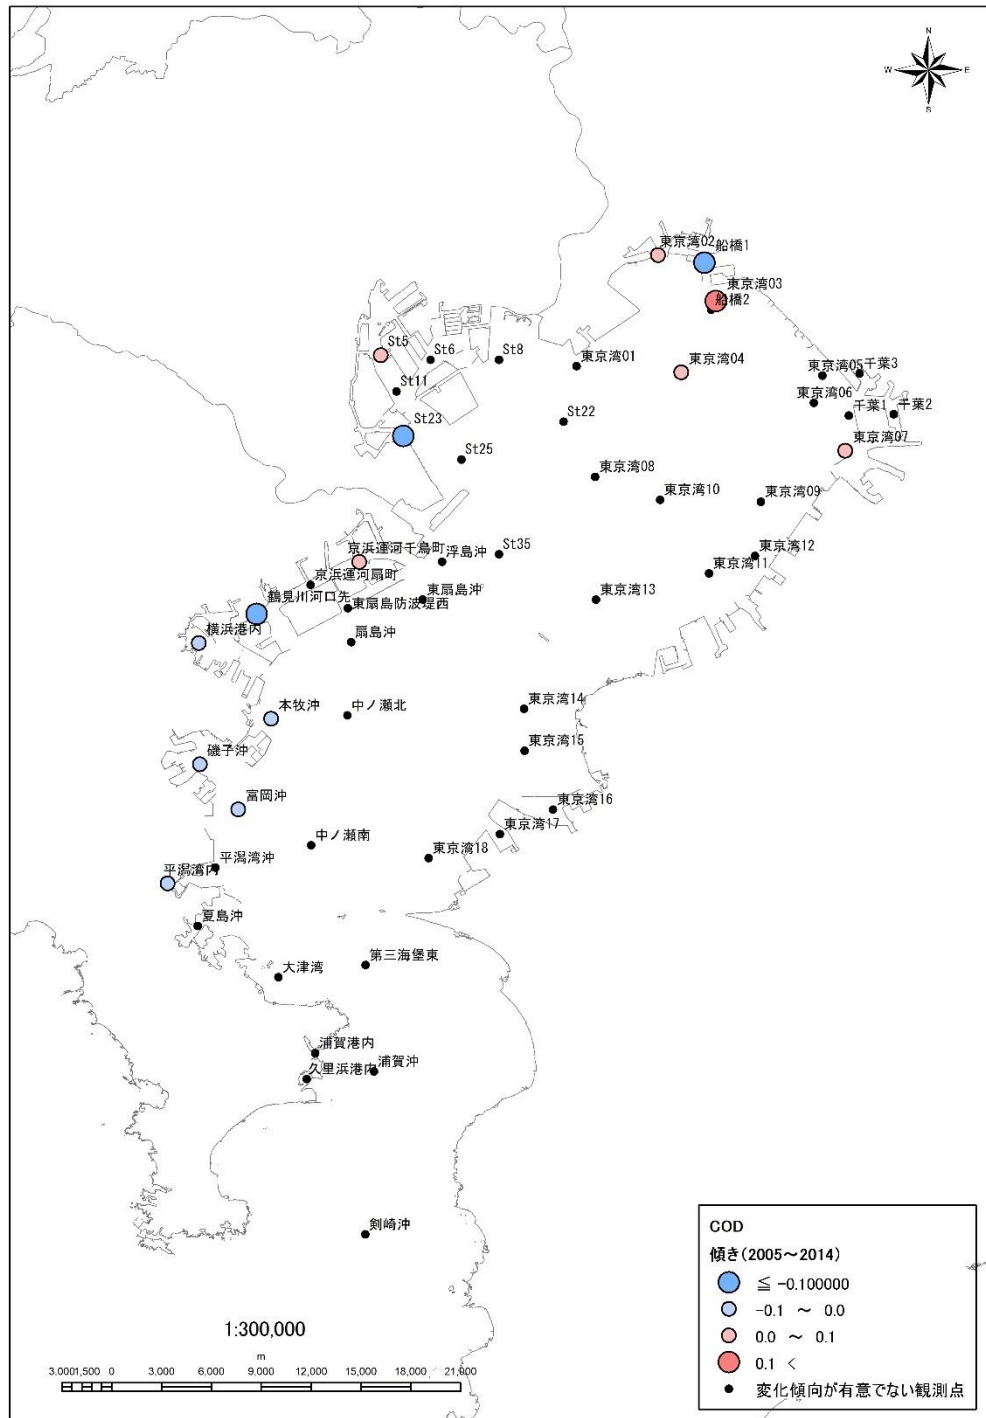 N
W
E
S
東京湾02
船橋1
東京湾03
船橋2
St5
St6
St8
東京湾01
東京湾04
東京湾05
千葉3
St11
東京湾06
千葉1
千葉2
St23
St22
東京湾07
St25
東京湾08
東京湾10
東京湾09
京浜運河千鳥町
浮島沖
St35
東京湾12
京浜運河扇町
東京湾11
鶴見川河口先
東扇島防波堤西
東扇島沖
東京湾13
横浜港内
扇島沖
本牧沖
中ノ瀬北
東京湾14
磯子沖
東京湾15
富岡沖
東京湾16
中ノ瀬南
東京湾17
平潟湾沖
東京湾18
平潟湾内
夏島沖
第三海堡東
大津湾
浦賀港内
久里浜港内
浦賀沖
剣崎沖
COD
傾き(2005～2014)
≦ -0.100000
-0.1 ～ 0.0
0.0 ～ 0.1
0.1 <
変化傾向が有意でない観測点
1:300,000
m
3,000 1,500 0 3,000 6,000 9,000 12,000 15,000 18,000 21,000